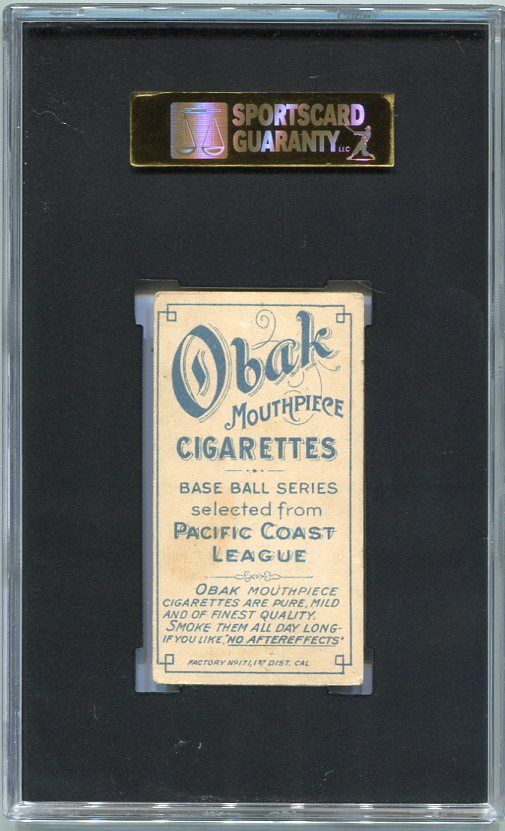 SPORTSCARD
GUARANTY LLC
Obak
MOUTHPIECE
CIGARETTES
BASE BALL SERIES
selected from
PACIFIC COAST
LEAGUE
OBAK MOUTHPIECE
CIGARETTES ARE PURE, MILD
AND OF FINEST QUALITY.
SMOKE THEM ALL DAY LONG-
IF YOU LIKE, "NO AFTEREFFECTS"
FACTORY Nº 171, 1ST DIST. CAL